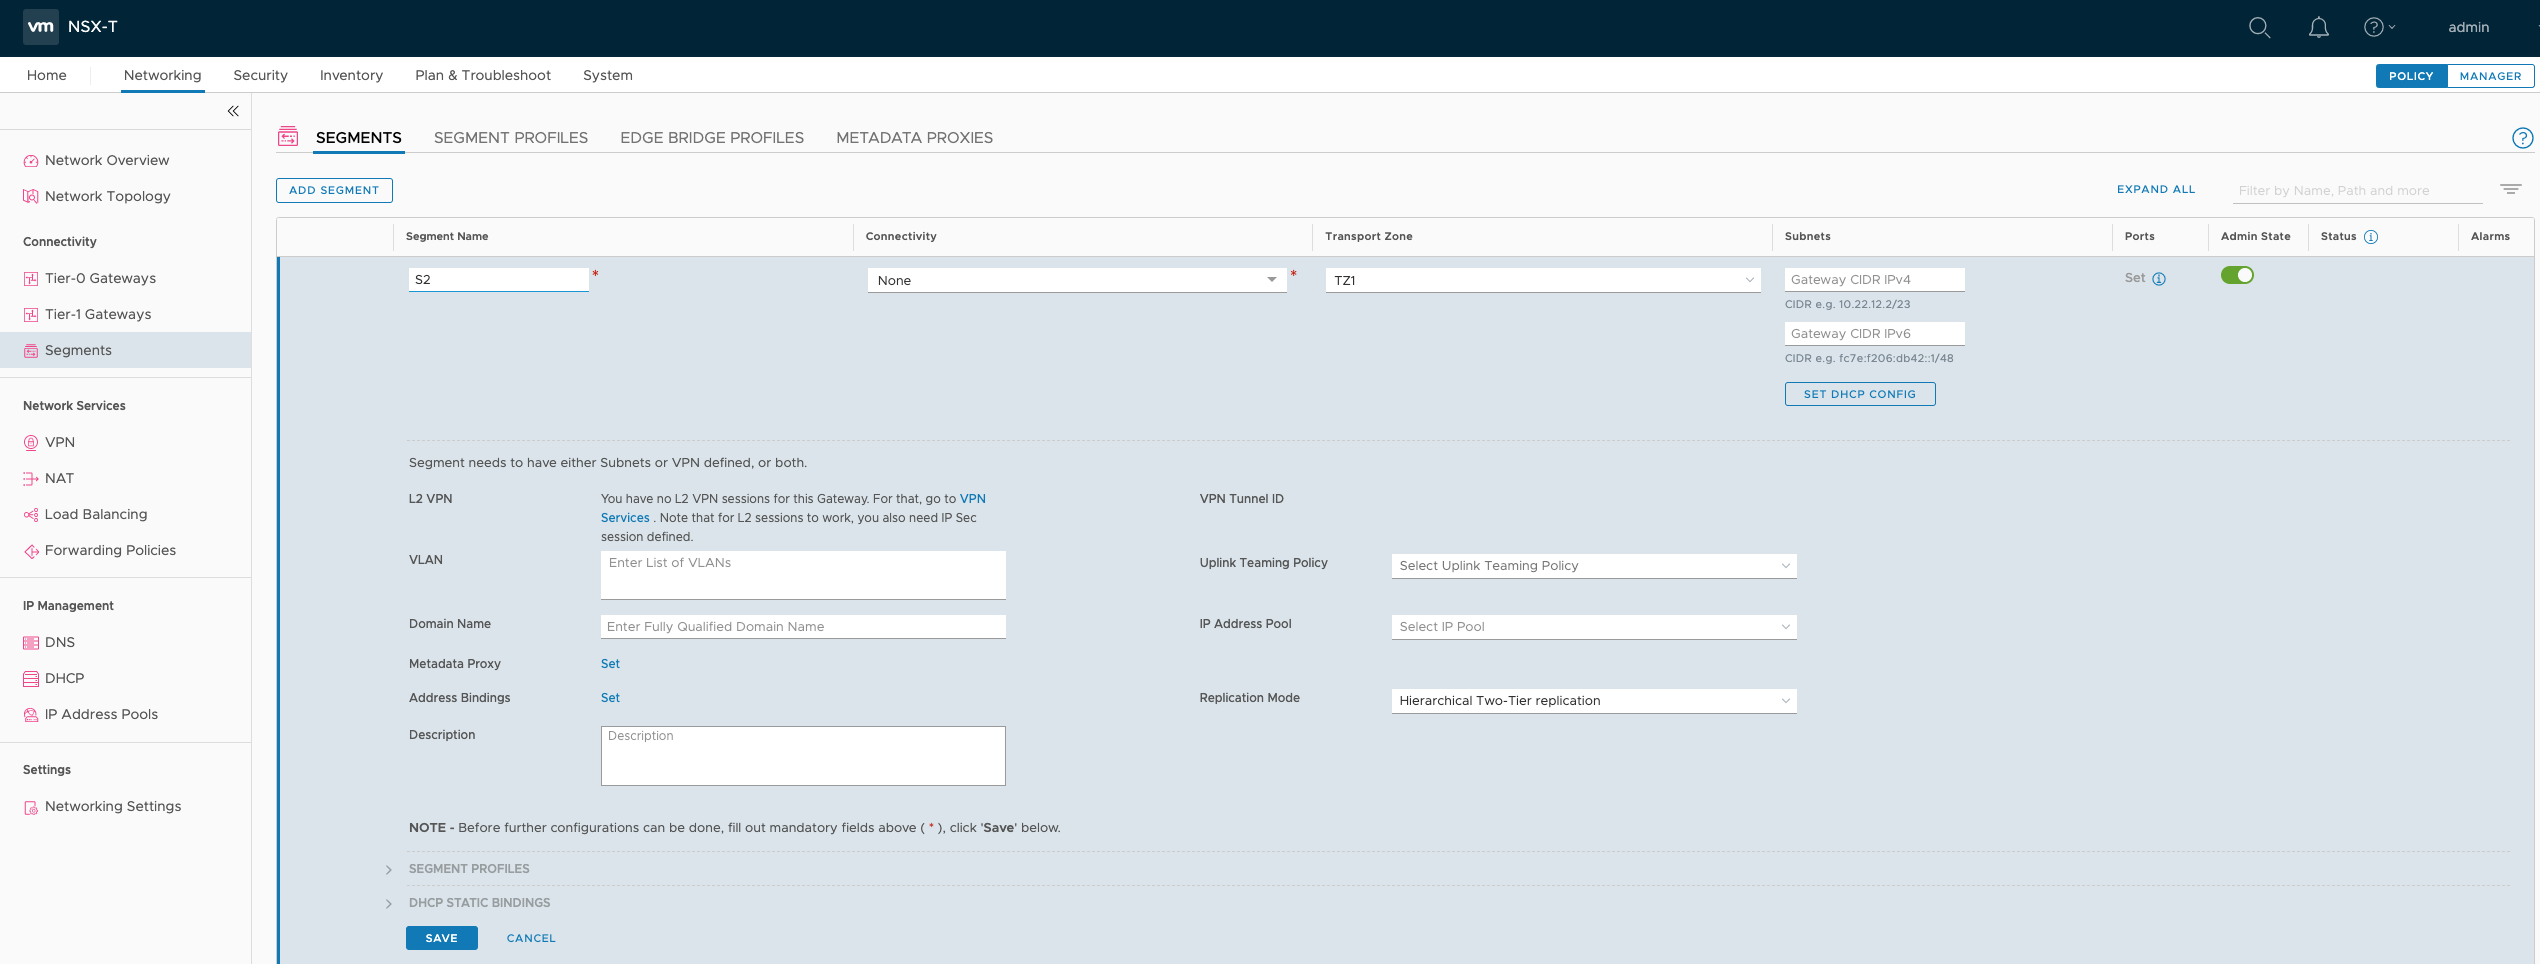 vm NSX-T
admin
Home Networking Security Inventory Plan & Troubleshoot System
POLICY MANAGER
Network Overview
Network Topology
Connectivity
Tier-0 Gateways
Tier-1 Gateways
Segments
Network Services
VPN
NAT
Load Balancing
Forwarding Policies
IP Management
DNS
DHCP
IP Address Pools
Settings
Networking Settings
SEGMENTS SEGMENT PROFILES EDGE BRIDGE PROFILES METADATA PROXIES
ADD SEGMENT
EXPAND ALL
Filter by Name, Path and more
Segment Name Connectivity Transport Zone Subnets Ports Admin State Status Alarms
S2 * None * TZ1 Gateway CIDR IPv4 Set
CIDR e.g. 10.22.12.2/23
Gateway CIDR IPv6
CIDR e.g. fc7e:f206:db42::1/48
SET DHCP CONFIG
Segment needs to have either Subnets or VPN defined, or both.
L2 VPN
You have no L2 VPN sessions for this Gateway. For that, go to VPN
Services . Note that for L2 sessions to work, you also need IP Sec
session defined.
VPN Tunnel ID
VLAN Enter List of VLANs
Uplink Teaming Policy Select Uplink Teaming Policy
Domain Name Enter Fully Qualified Domain Name
IP Address Pool Select IP Pool
Metadata Proxy Set
Address Bindings Set
Replication Mode Hierarchical Two-Tier replication
Description Description
NOTE - Before further configurations can be done, fill out mandatory fields above ( * ), click 'Save' below.
SEGMENT PROFILES
DHCP STATIC BINDINGS
SAVE CANCEL